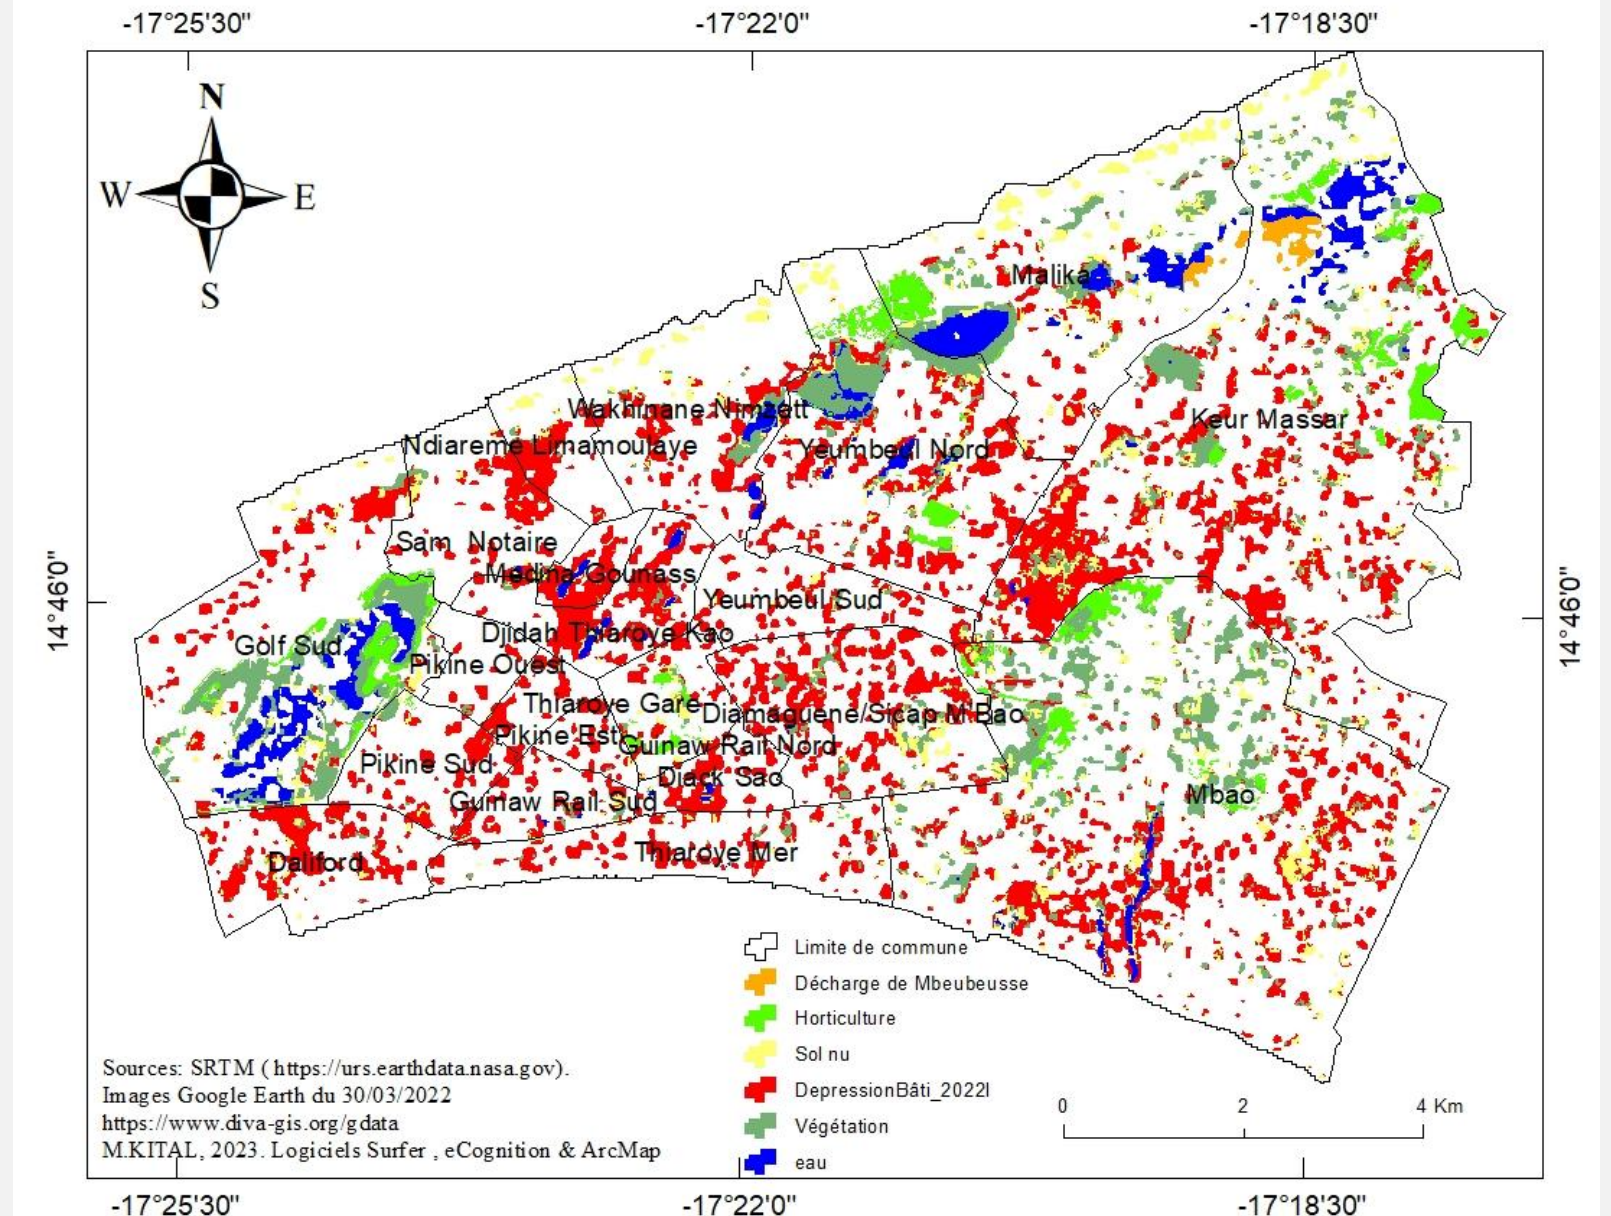 -17°25'30" -17°22'0" -17°18'30"
N
W E
S
Malika
Wakhinane Nimzatt
Keur Massar
Ndiareme Limamoulaye
Yeumbeul Nord
Sam Notaire
14°46'0" 14°46'0"
Médina Gounass
Yeumbeul Sud
Djidah Thiaroye Kao
Golf Sud
Pikine Ouest
Thiaroye Gare
Diamaguene/Sicap M'Bao
Pikine Est
Guinaw Rail Nord
Pikine Sud
Diack Sao
Mbao
Guinaw Rail Sud
Thiaroye Mer
Daliford
Limite de commune
Décharge de Mbeubeusse
Horticulture
Sol nu
DepressionBâti_2022I
Végétation
eau
0 2 4 Km
Sources: SRTM ( https://urs.earthdata.nasa.gov).
Images Google Earth du 30/03/2022
https://www.diva-gis.org/gdata
M.KITAL, 2023. Logiciels Surfer , eCognition & ArcMap
-17°25'30" -17°22'0" -17°18'30"